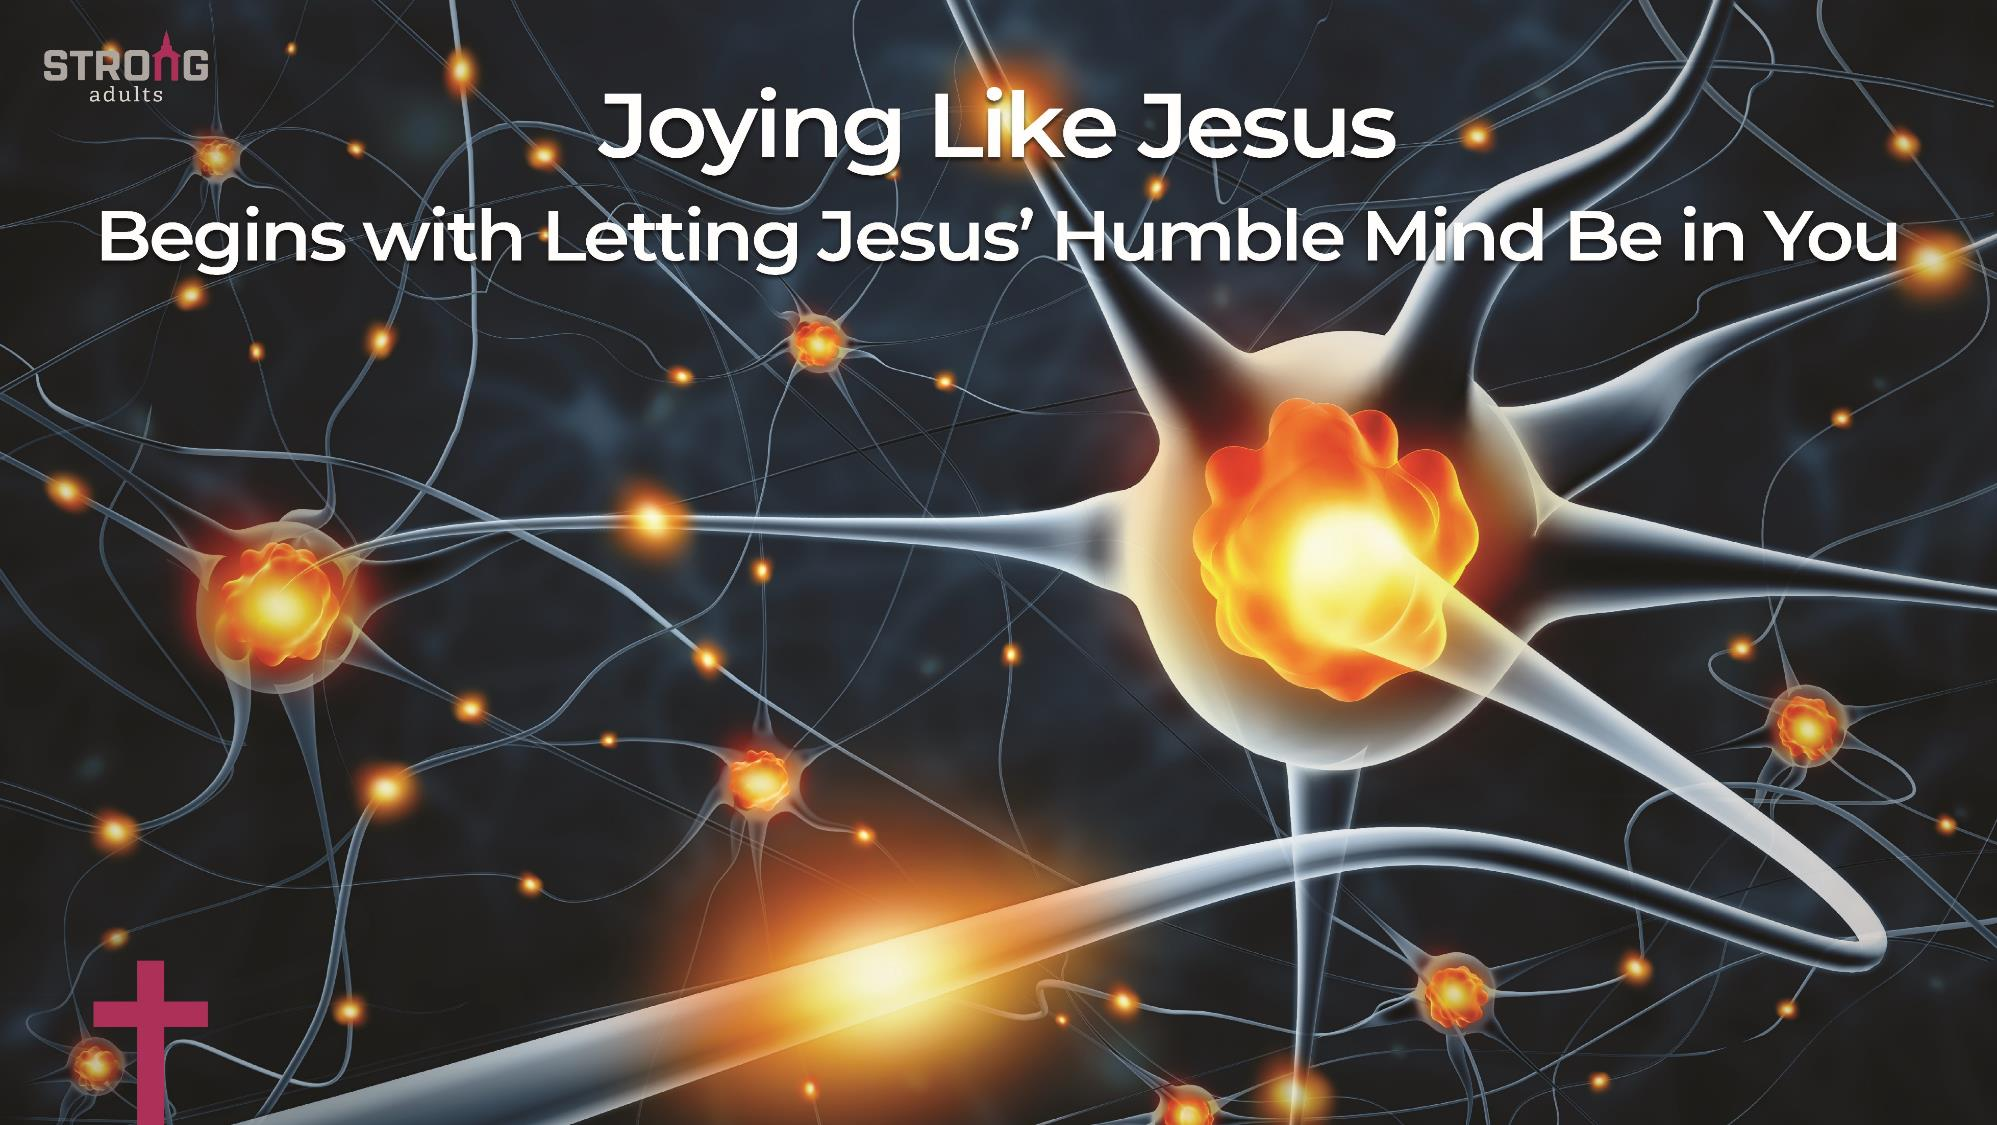 STRONG
adults
Joying Like Jesus
Begins with Letting Jesus’ Humble Mind Be in You